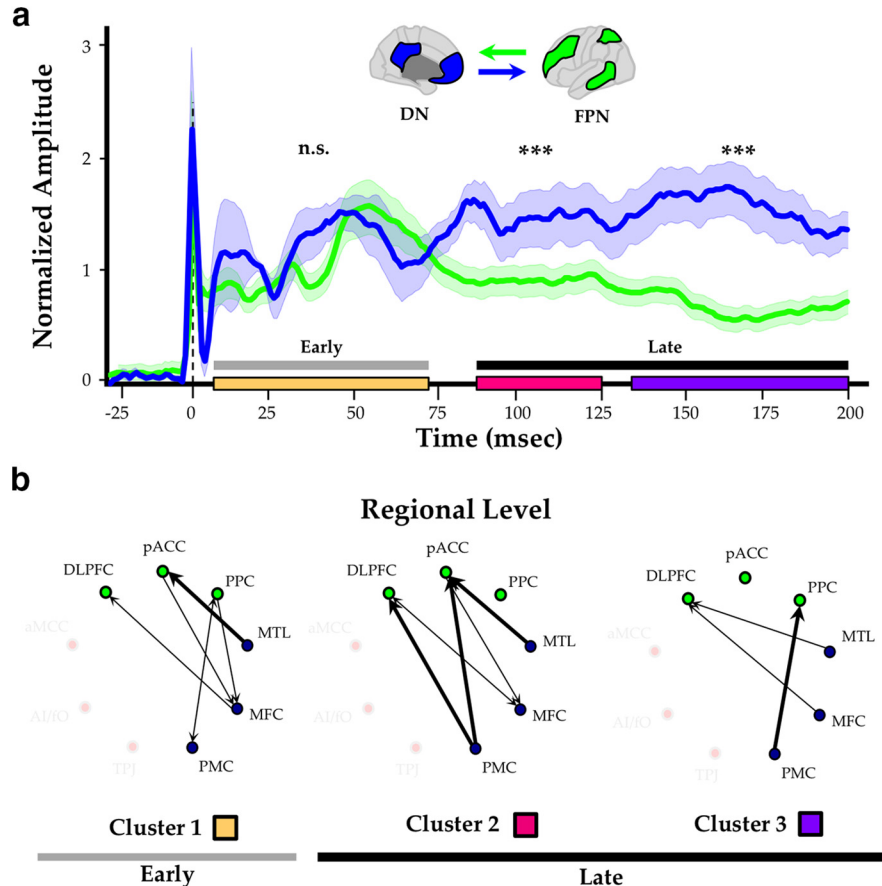 a
3
2
1
0
Normalized Amplitude
DN
FPN
n.s.
***
***
Early
Late
-25 0 25 50 75 100 125 150 175 200
Time (msec)
b
Regional Level
pACC
DLPFC
PPC
aMCC
MTL
AI/fO
MFC
TPJ
PMC
pACC
DLPFC
PPC
aMCC
MTL
AI/fO
MFC
TPJ
PMC
pACC
DLPFC
PPC
aMCC
MTL
AI/fO
MFC
TPJ
PMC
Cluster 1
Cluster 2
Cluster 3
Early
Late